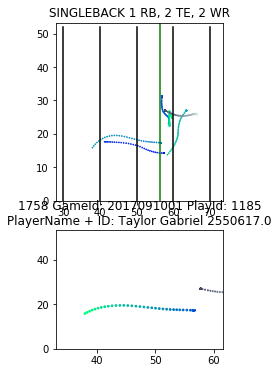 SINGLEBACK 1 RB, 2 TE, 2 WR
50
40
30
20
10
0
30 40 50 60 70
1758 GameId: 2017091001 PlayId: 1185
PlayerName + ID: Taylor Gabriel 2550617.0
40
20
0
40 50 60